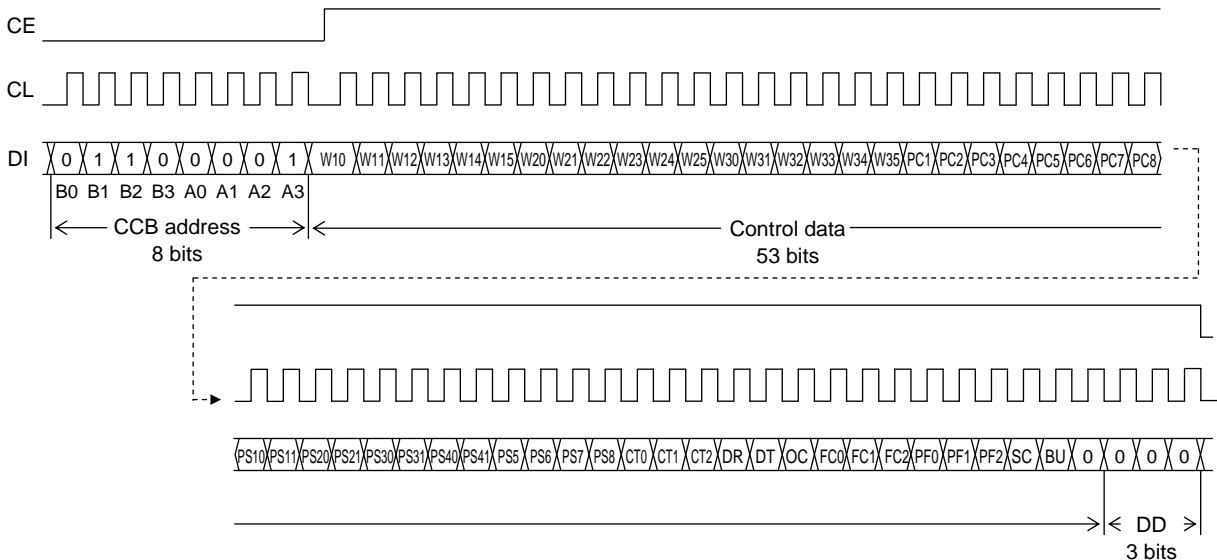 CE
CL
DI 0 1 1 0 0 0 0 1 W10 W11 W12 W13 W14 W15 W20 W21 W22 W23 W24 W25 W30 W31 W32 W33 W34 W35 PC1 PC2 PC3 PC4 PC5 PC6 PC7 PC8
B0 B1 B2 B3 A0 A1 A2 A3
CCB address Control data
8 bits 53 bits
PS10 PS11 PS20 PS21 PS30 PS31 PS40 PS41 PS5 PS6 PS7 PS8 CT0 CT1 CT2 DR DT OC FC0 FC1 FC2 PF0 PF1 PF2 SC BU 0 0 0 0
DD
3 bits